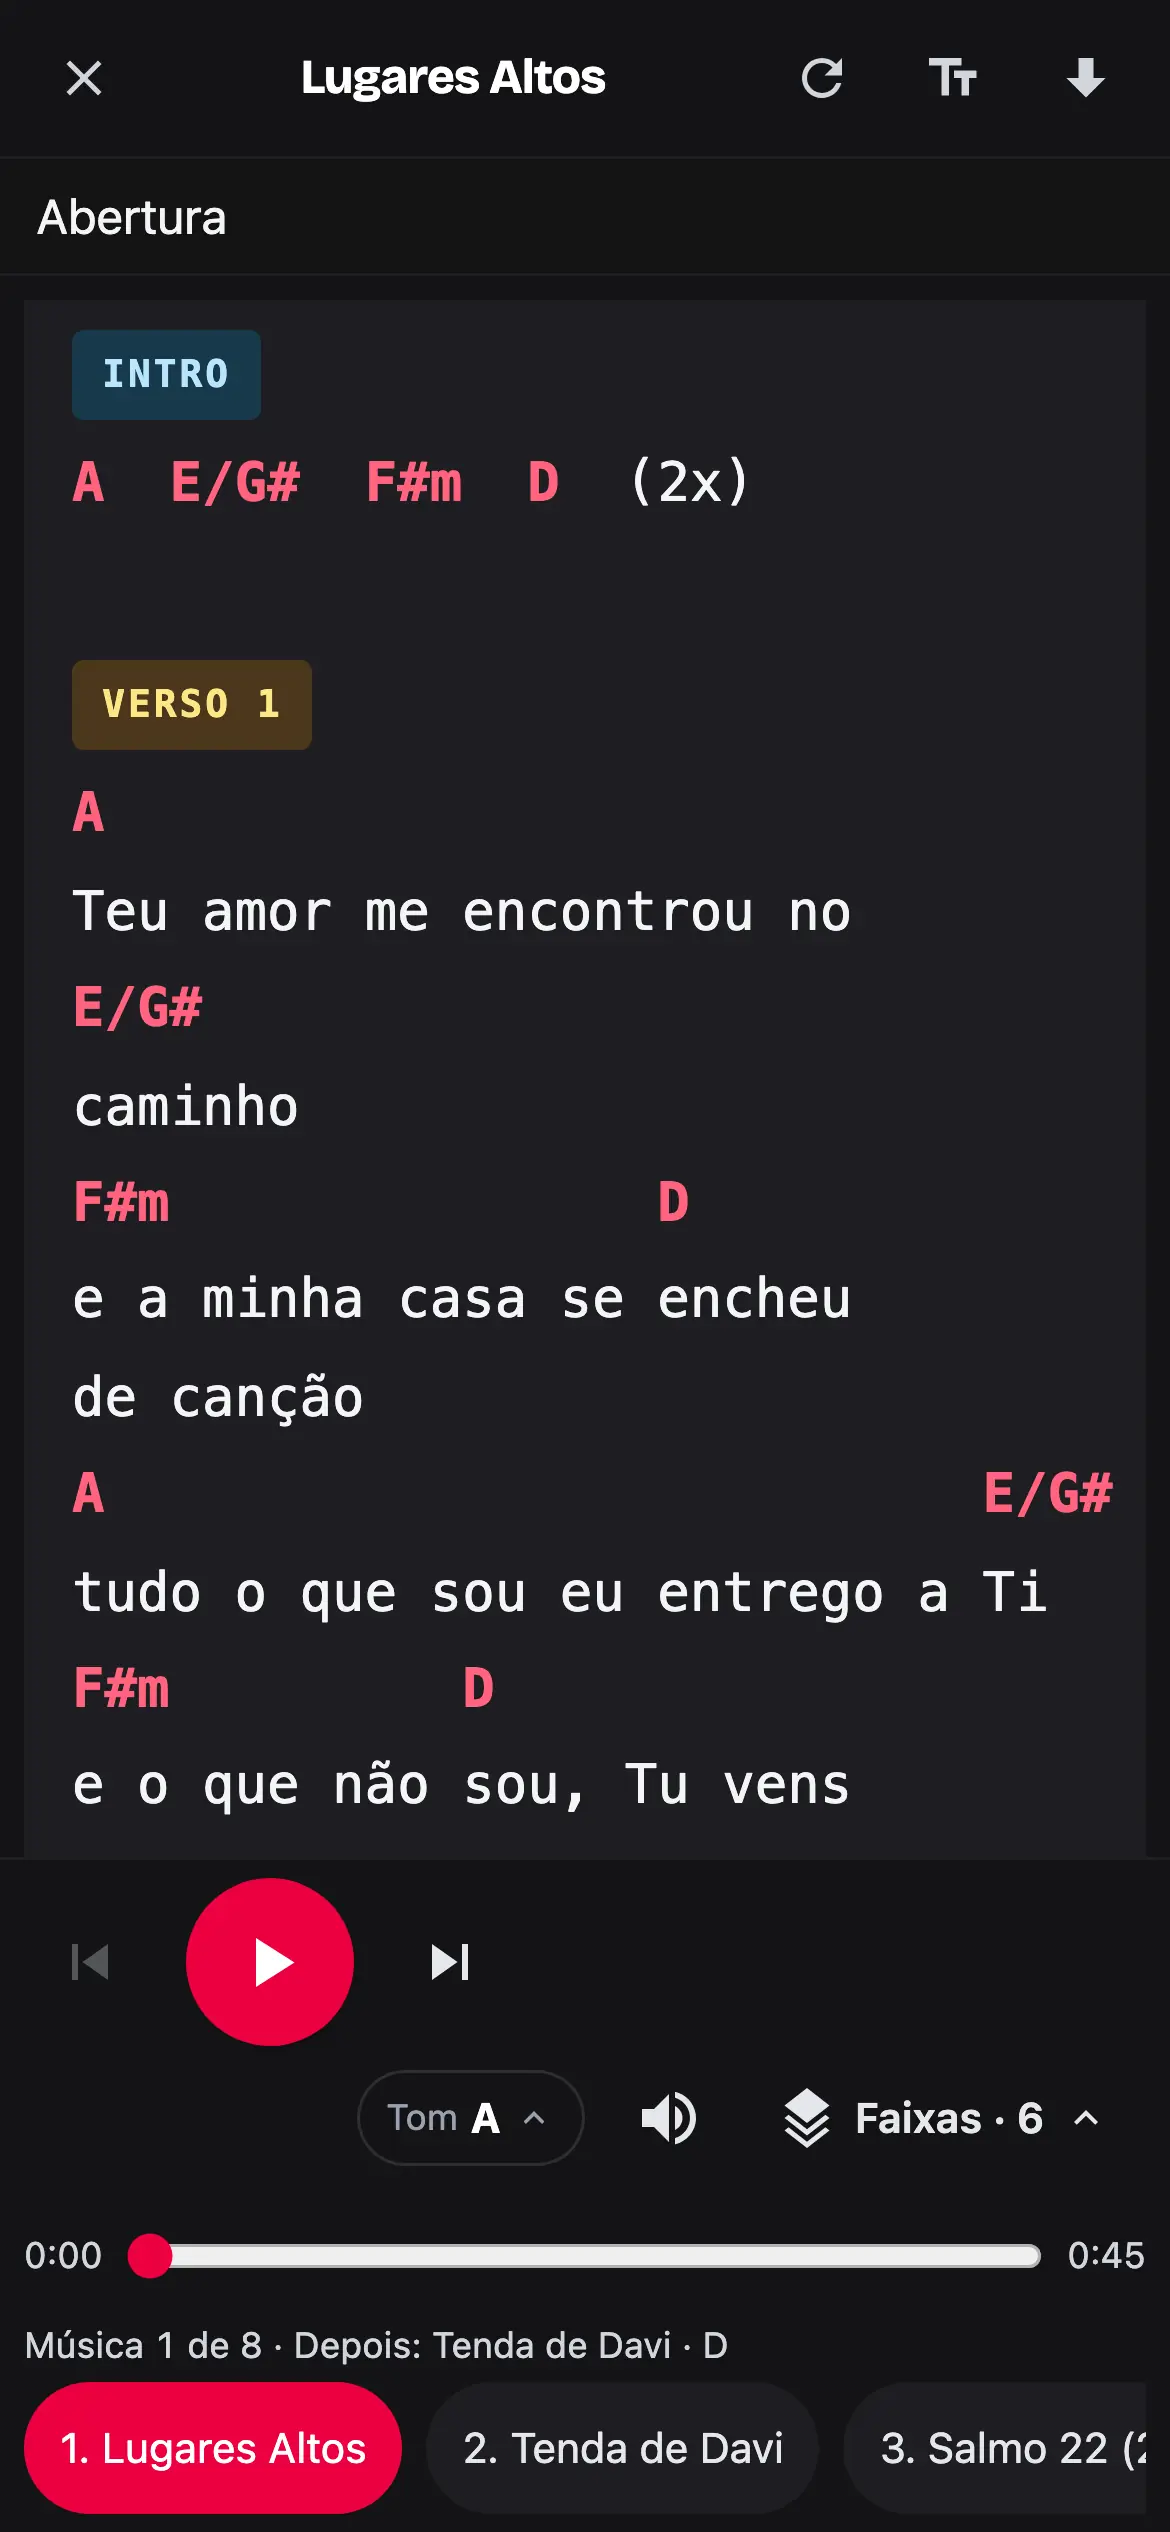 Lugares Altos
Abertura
INTRO
A  E/G#  F#m  D  (2x)
VERSO 1
A
Teu amor me encontrou no
E/G#
caminho
F#m               D
e a minha casa se encheu
de canção
A                           E/G#
tudo o que sou eu entrego a Ti
F#m         D
e o que não sou, Tu vens
Tom A
Faixas · 6
0:00
0:45
Música 1 de 8 · Depois: Tenda de Davi · D
1. Lugares Altos
2. Tenda de Davi
3. Salmo 22 (